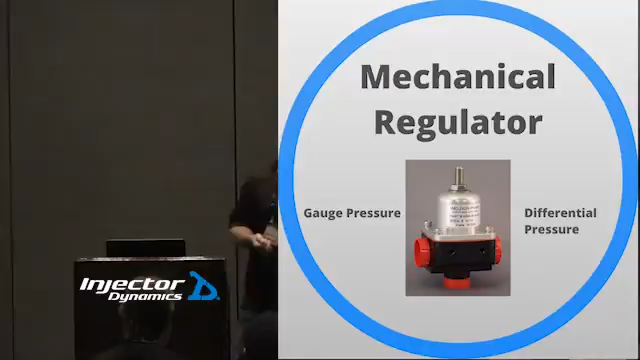 Mechanical
Regulator
Gauge Pressure
Differential
Pressure
Injector
Dynamics